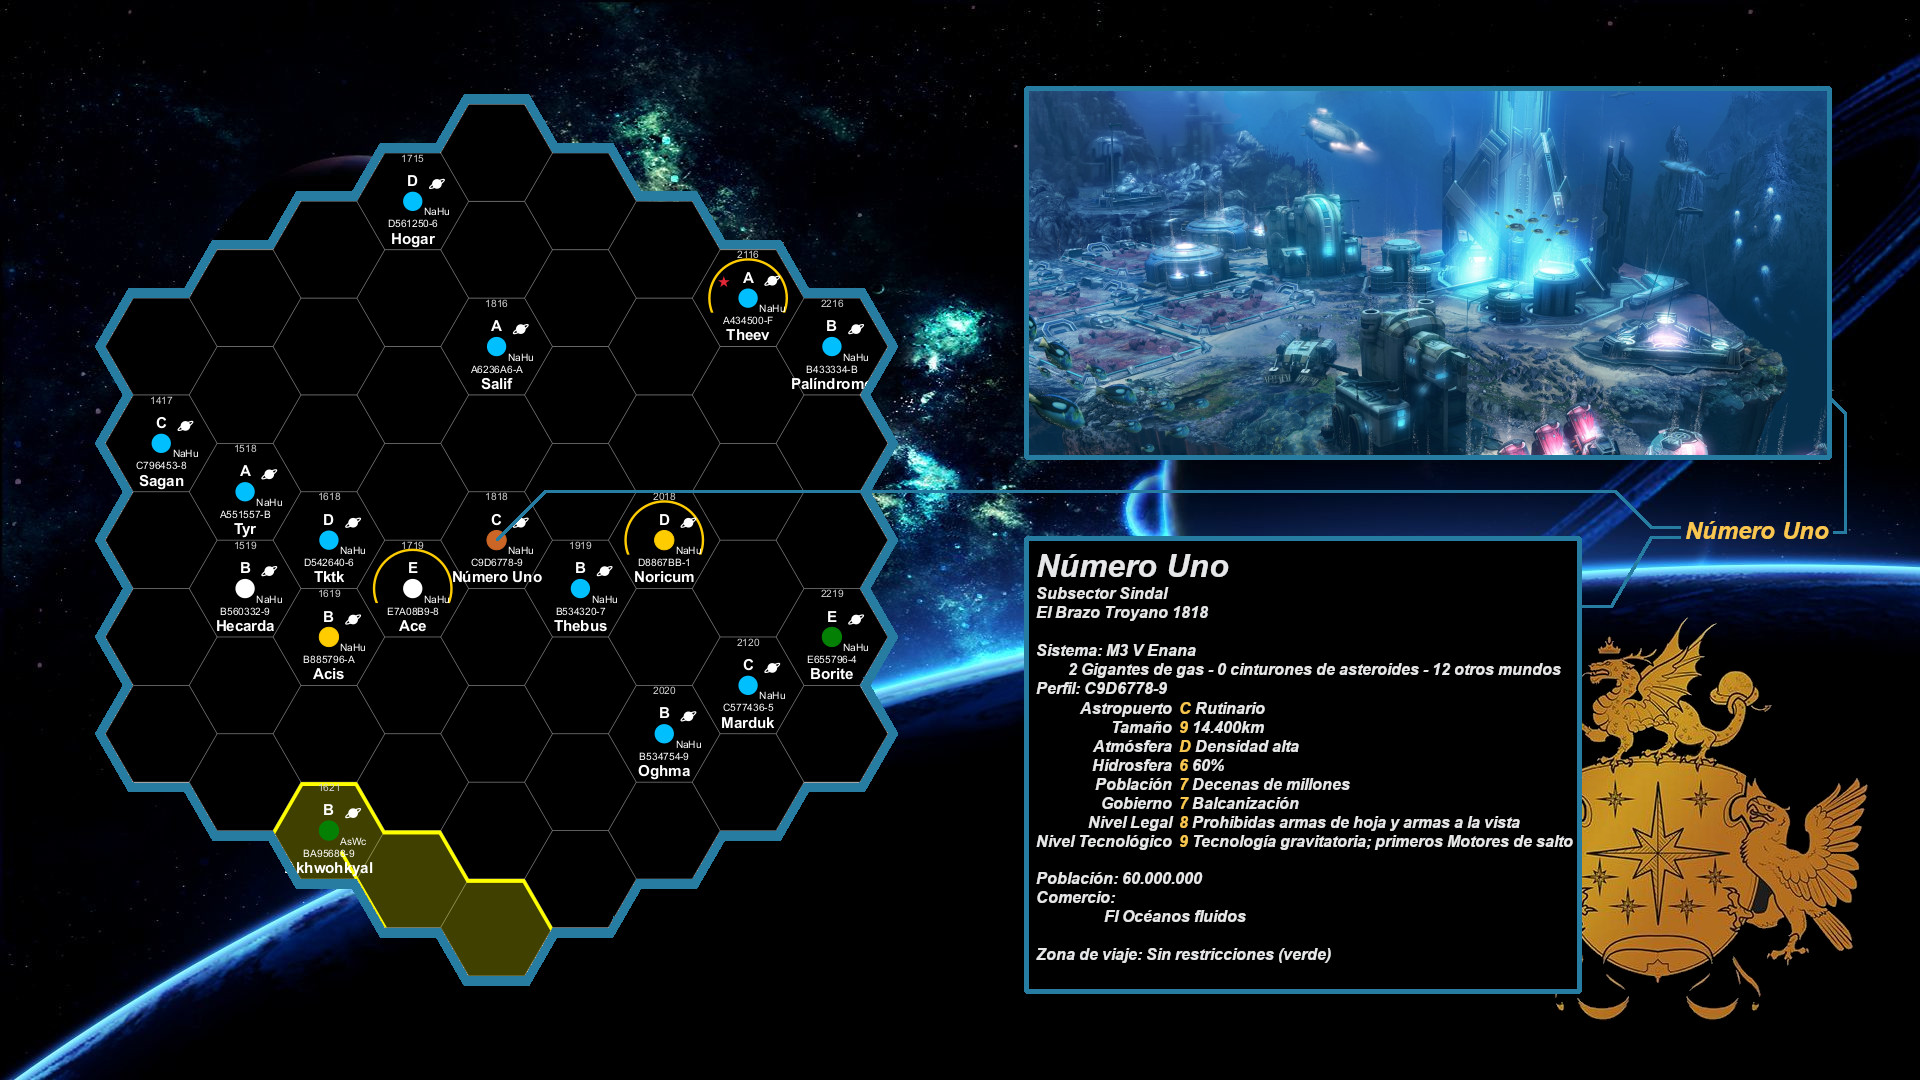 1715
D
NaHu
D561250-6
Hogar
2116
A
NaHu
A434500-F
Theev
1816
A
NaHu
A6236A6-A
Salif
2216
B
NaHu
B433334-B
Palíndrome
1417
C
NaHu
C796453-8
Sagan
1518
A
NaHu
A551557-B
Tyr
1618
D
NaHu
D542640-6
Tktk
1818
C
NaHu
C9D6778-9
Número Uno
2018
D
NaHu
D8867BB-1
Noricum
1519
B
NaHu
B560332-9
Hecarda
1719
E
NaHu
E7A08B9-8
Ace
1919
B
NaHu
B534320-7
Thebus
1619
B
NaHu
B885796-A
Acis
2219
E
NaHu
E655796-4
Borite
2120
C
NaHu
C577436-5
Marduk
2020
B
NaHu
B534754-9
Oghma
1621
B
AsWc
khwohkyal
Número Uno
Número Uno
Subsector Sindal
El Brazo Troyano 1818
Sistema: M3 V Enana
2 Gigantes de gas - 0 cinturones de asteroides - 12 otros mundos
Perfil: C9D6778-9
Astropuerto C Rutinario
Tamaño 9 14.400km
Atmósfera D Densidad alta
Hidrosfera 6 60%
Población 7 Decenas de millones
Gobierno 7 Balcanización
Nivel Legal 8 Prohibidas armas de hoja y armas a la vista
Nivel Tecnológico 9 Tecnología gravitatoria; primeros Motores de salto
Población: 60.000.000
Comercio:
Fl Océanos fluidos
Zona de viaje: Sin restricciones (verde)